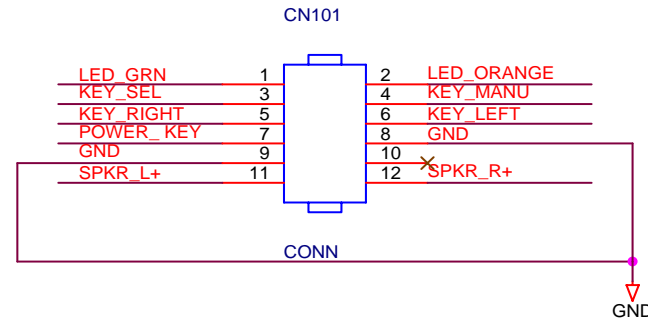 CN101
LED_GRN 1 2 LED_ORANGE
KEY_SEL 3 4 KEY_MANU
KEY_RIGHT 5 6 KEY_LEFT
POWER_ KEY 7 8 GND
GND 9 10
SPKR_L+ 11 12 SPKR_R+
CONN
GND